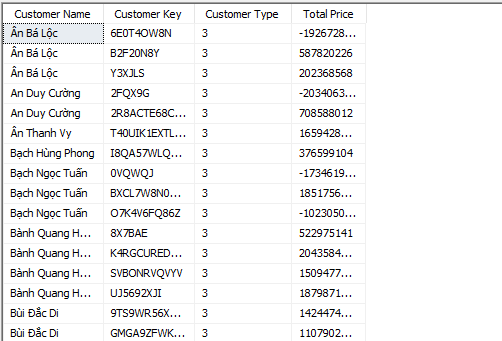 Customer Name Customer Key Customer Type Total Price
Ân Bá Lộc 6E0T4OW8N 3 -1926728...
Ân Bá Lộc B2F20N8Y 3 587820226
Ân Bá Lộc Y3XJLS 3 202368568
An Duy Cường 2FQX9G 3 -2034063...
An Duy Cường 2R8ACTE68C... 3 708588012
Ân Thanh Vy T40UIK1EXTL... 3 1659428...
Bạch Hùng Phong I8QA57WLQ... 3 376599104
Bạch Ngọc Tuấn 0VQWQJ 3 -1734619...
Bạch Ngọc Tuấn BXCL7W8N0... 3 1851756...
Bạch Ngọc Tuấn O7K4V6FQ86Z 3 -1023050...
Bành Quang H... 8X7BAE 3 522975141
Bành Quang H... K4RGCURED... 3 2043584...
Bành Quang H... SVBONRVQVYV 3 1509477...
Bành Quang H... UJ5692XJI 3 1879871...
Bùi Đắc Di 9TS9WR56X... 3 1424474...
Bùi Đắc Di GMGA9ZFWK... 3 1107902...